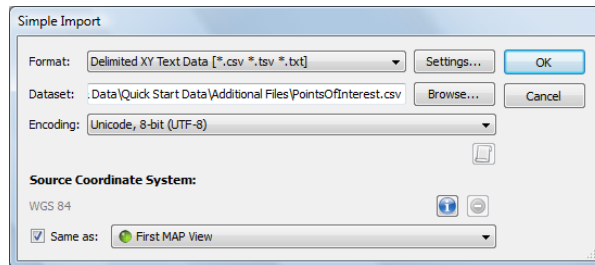 Simple Import
Format: Delimited XY Text Data [*.csv *.tsv *.txt] Settings... OK
Dataset: . Data\Quick Start Data\Additional Files\PointsOfInterest.csv Browse... Cancel
Encoding: Unicode, 8-bit (UTF-8)
Source Coordinate System:
WGS 84
Same as: First MAP View